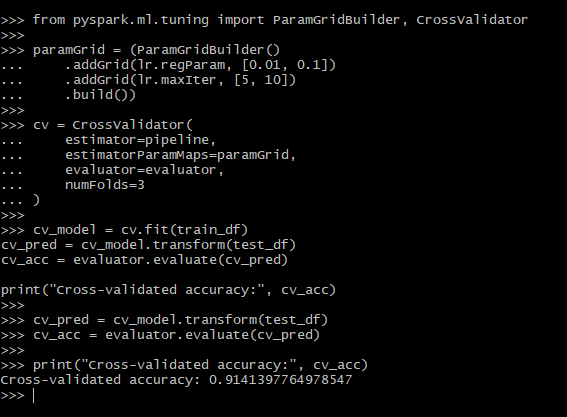 >>> from pyspark.ml.tuning import ParamGridBuilder, CrossValidator
>>>
>>> paramGrid = (ParamGridBuilder()
...     .addGrid(lr.regParam, [0.01, 0.1])
...     .addGrid(lr.maxIter, [5, 10])
...     .build())
>>>
>>> cv = CrossValidator(
...     estimator=pipeline,
...     estimatorParamMaps=paramGrid,
...     evaluator=evaluator,
...     numFolds=3
... )
>>>
>>> cv_model = cv.fit(train_df)
cv_pred = cv_model.transform(test_df)
cv_acc = evaluator.evaluate(cv_pred)

print("Cross-validated accuracy:", cv_acc)
>>>
>>> cv_pred = cv_model.transform(test_df)
>>> cv_acc = evaluator.evaluate(cv_pred)
>>>
>>> print("Cross-validated accuracy:", cv_acc)
Cross-validated accuracy: 0.9141397764978547
>>>